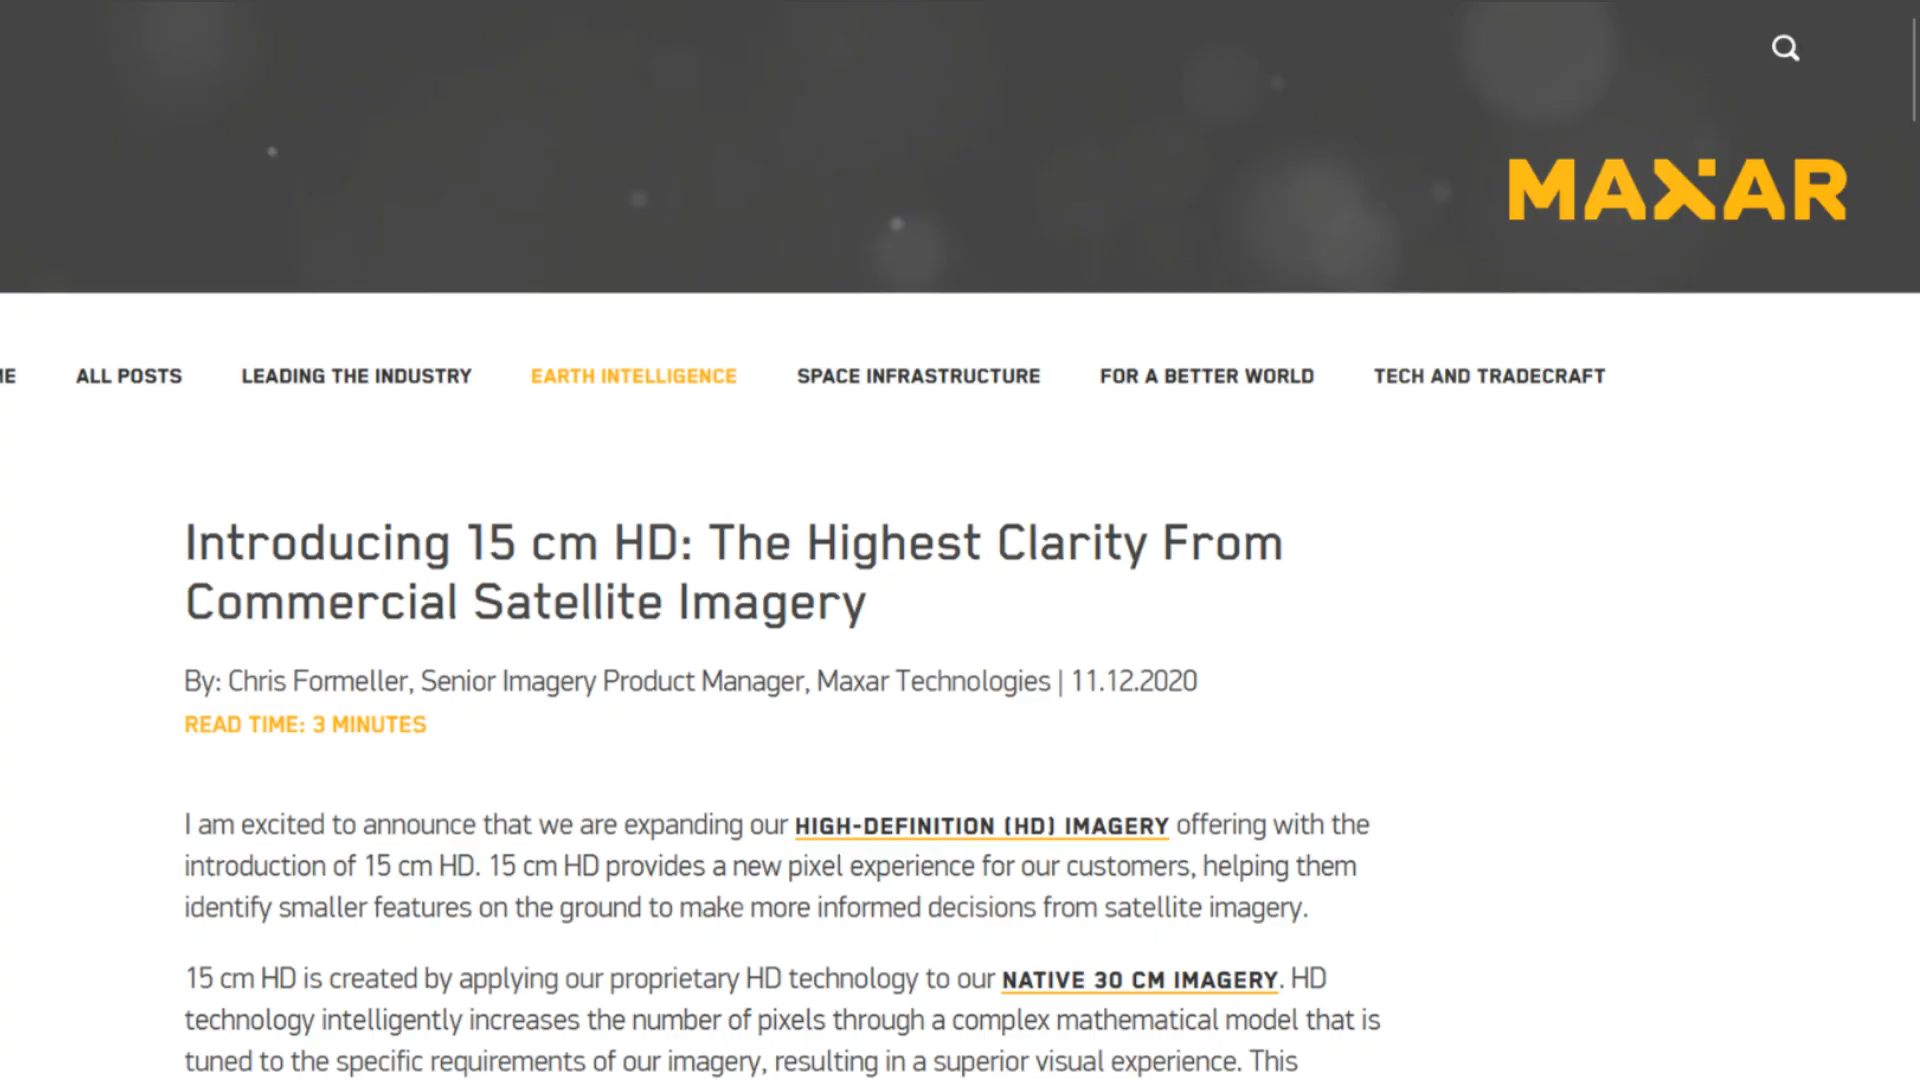 MAXAR
ALL POSTS LEADING THE INDUSTRY EARTH INTELLIGENCE SPACE INFRASTRUCTURE FOR A BETTER WORLD TECH AND TRADECRAFT
Introducing 15 cm HD: The Highest Clarity From
Commercial Satellite Imagery
By: Chris Formeller, Senior Imagery Product Manager, Maxar Technologies | 11.12.2020
READ TIME: 3 MINUTES
I am excited to announce that we are expanding our HIGH-DEFINITION (HD) IMAGERY offering with the
introduction of 15 cm HD. 15 cm HD provides a new pixel experience for our customers, helping them
identify smaller features on the ground to make more informed decisions from satellite imagery.
15 cm HD is created by applying our proprietary HD technology to our NATIVE 30 CM IMAGERY. HD
technology intelligently increases the number of pixels through a complex mathematical model that is
tuned to the specific requirements of our imagery, resulting in a superior visual experience. This